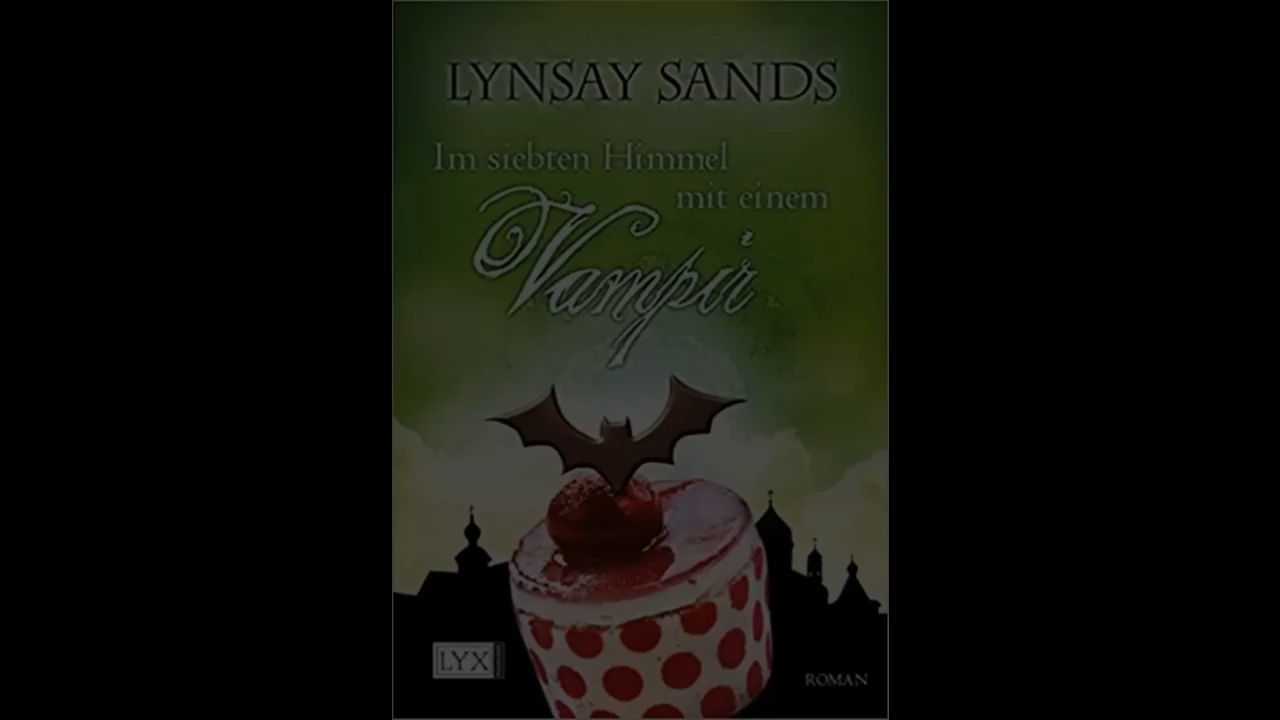 LYNSAY SANDS
Im siebten Himmel
mit einem
Vampir
LYX
ROMAN